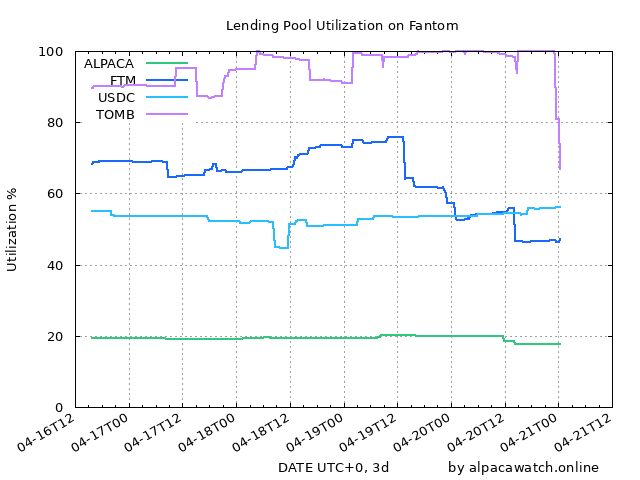 Lending Pool Utilization on Fantom
Utilization %
100
80
60
40
20
0
ALPACA
FTM
USDC
TOMB
04-16T12
04-17T00
04-17T12
04-18T00
04-18T12
04-19T00
04-19T12
04-20T00
04-20T12
04-21T00
04-21T12
DATE UTC+0, 3d
by alpacawatch.online